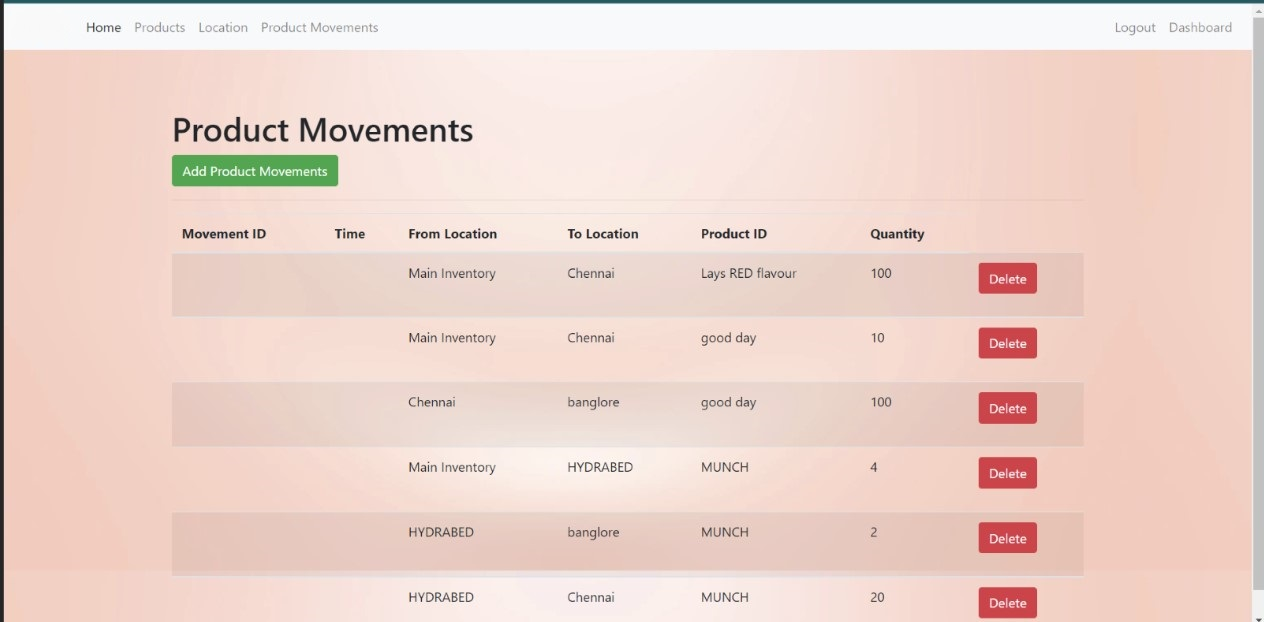 Home Products Location Product Movements Logout Dashboard
Product Movements
Add Product Movements
Movement ID Time From Location To Location Product ID Quantity
Main Inventory Chennai Lays RED flavour 100 Delete
Main Inventory Chennai good day 10 Delete
Chennai banglore good day 100 Delete
Main Inventory HYDRABED MUNCH 4 Delete
HYDRABED banglore MUNCH 2 Delete
HYDRABED Chennai MUNCH 20 Delete